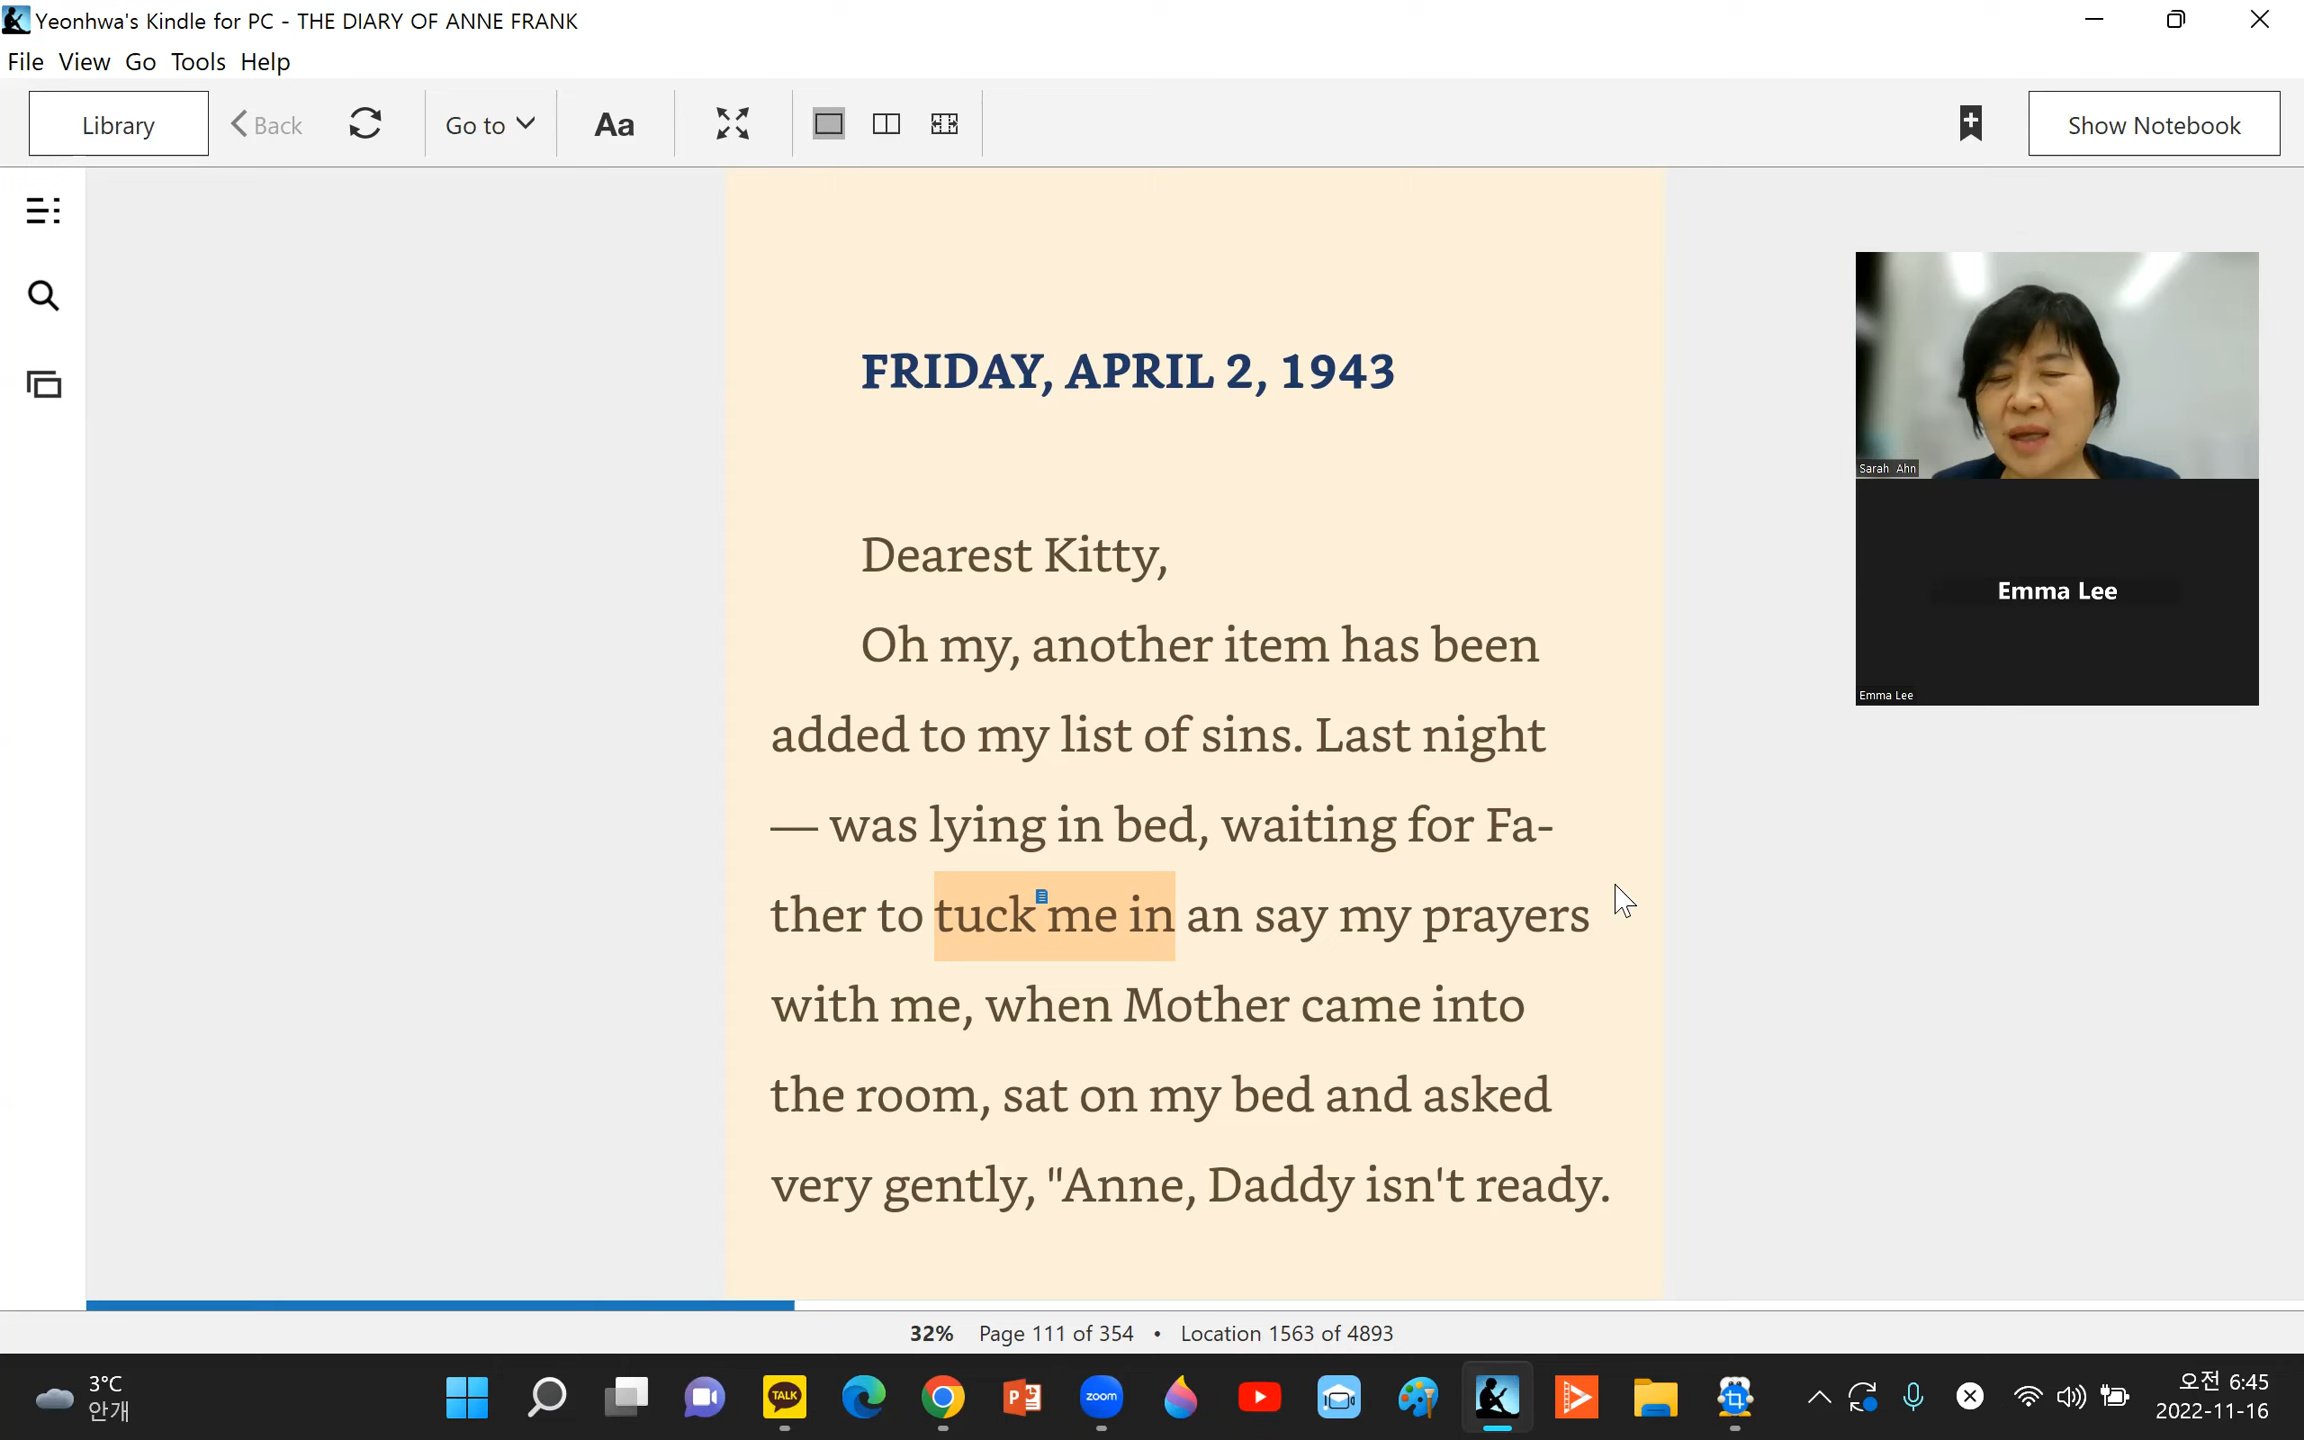 Yeonhwa's Kindle for PC - THE DIARY OF ANNE FRANK
File View Go Tools Help
Library
Back
Go to
Aa
Show Notebook
FRIDAY, APRIL 2, 1943
Dearest Kitty,
Oh my, another item has been
added to my list of sins. Last night
— was lying in bed, waiting for Fa-
ther to tuck me in an say my prayers
with me, when Mother came into
the room, sat on my bed and asked
very gently, "Anne, Daddy isn't ready.
Sarah Ahn
Emma Lee
Emma Lee
32% Page 111 of 354 • Location 1563 of 4893
3°C
안개
TALK
P
zoom
오전 6:45
2022-11-16